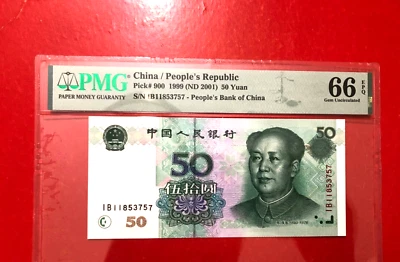 PMG
PAPER MONEY GUARANTY
China / People's Republic
Pick# 900 1999 (ND 2001) 50 Yuan
S/N IB11853757 - People's Bank of China
66 EPQ
Gem Uncirculated
中国人民银行
50
50
伍拾圆
IB11853757
IB11853757
50